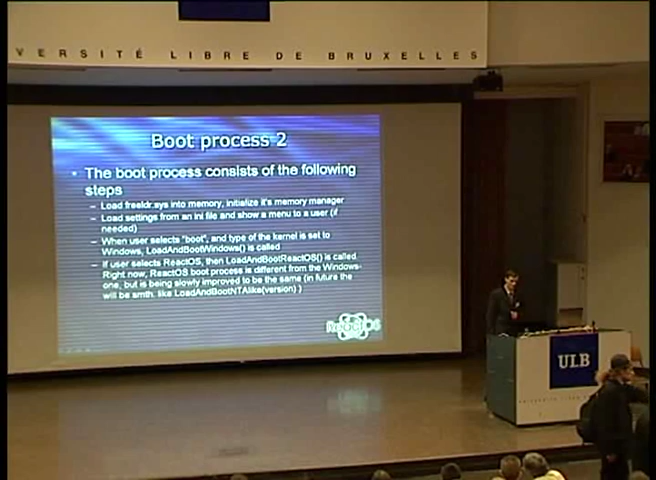 VERSITÉ LIBRE DE BRUXELLES
Boot process 2
• The boot process consists of the following
steps
– Load freeldr.sys into memory, initialize it's memory manager
– Load settings from an ini file and show a menu to a user (if
needed)
– When user selects "boot", and type of the kernel is set to
Windows, LoadAndBootWindows() is called
– If user selects ReactOS, then LoadAndBootReactOS() is called.
Right now, ReactOS boot process is different from the Windows-
one, but is being slowly improved to be the same (in future the
will be smth. like LoadAndBootNTAlike(version) )
ReactOS
ULB
UNIVERSITÉ LIBRE